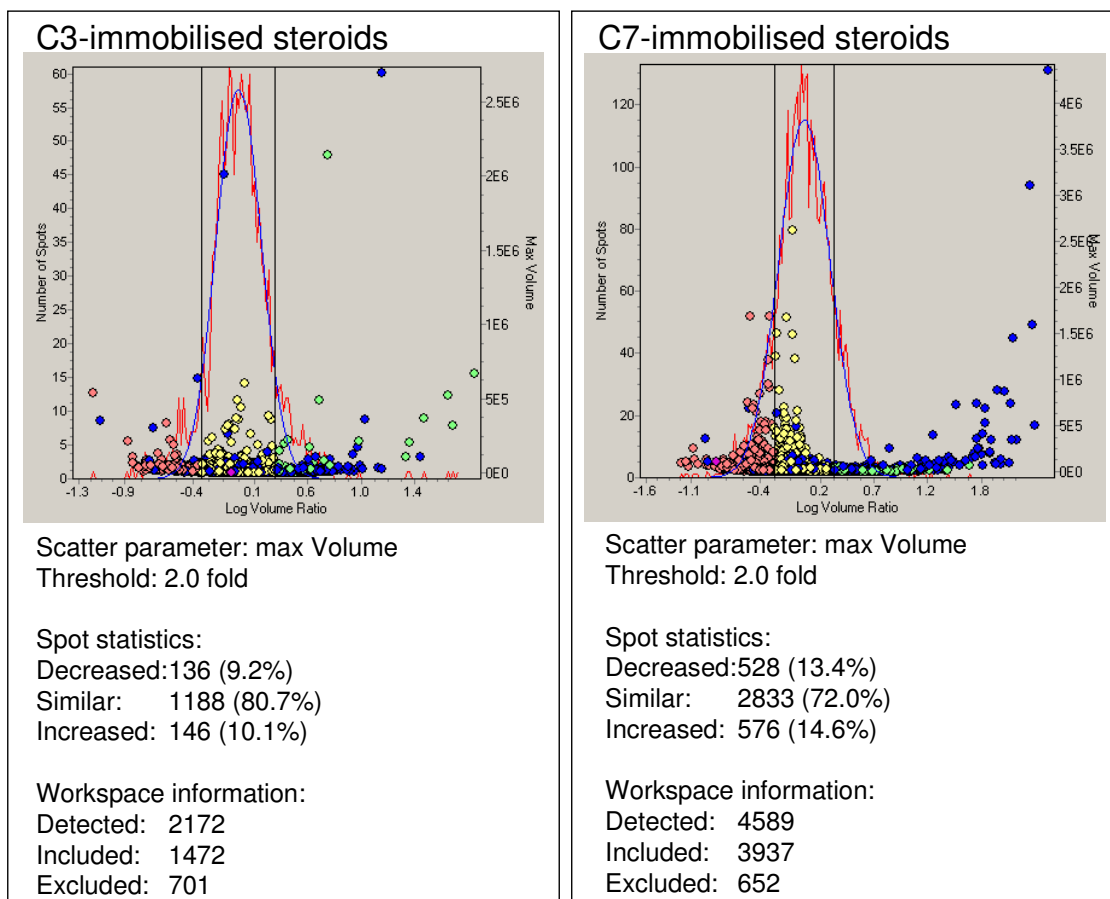 C3-immobilised steroids
60
55
50
45
40
35
30
25
20
15
10
5
0
Number of Spots
2.5E6
2E6
1.5E6
1E6
5E5
0E0
Max Volume
-1.3 -0.9 -0.4 0.1 0.6 1.0 1.4
Log Volume Ratio
Scatter parameter: max Volume
Threshold: 2.0 fold
Spot statistics:
Decreased:136 (9.2%)
Similar: 1188 (80.7%)
Increased: 146 (10.1%)
Workspace information:
Detected: 2172
Included: 1472
Excluded: 701
C7-immobilised steroids
120
100
80
60
40
20
0
Number of Spots
4E6
3.5E6
3E6
2.5E6
2E6
1.5E6
1E6
5E5
0E0
Max Volume
-1.6 -1.1 -0.4 0.2 0.7 1.2 1.8
Log Volume Ratio
Scatter parameter: max Volume
Threshold: 2.0 fold
Spot statistics:
Decreased:528 (13.4%)
Similar: 2833 (72.0%)
Increased: 576 (14.6%)
Workspace information:
Detected: 4589
Included: 3937
Excluded: 652